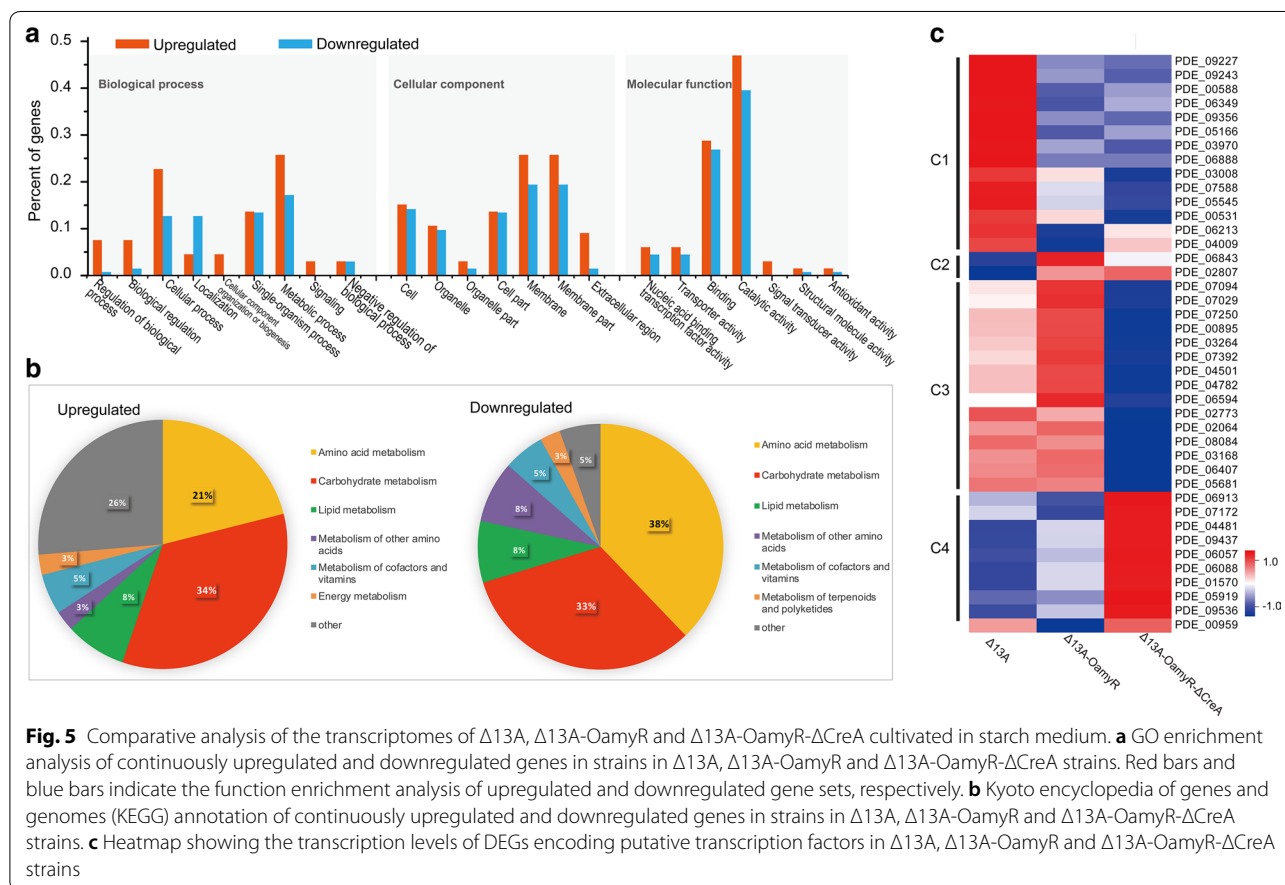 a
0.5
0.4
0.3
0.2
0.1
0.0
Percent of genes
Upregulated
Downregulated
Biological process
Cellular component
Molecular function
Regulation of biological
process
Biological regulation
Cellular process
Localization
Cellular component
organization or biogenesis
Single-organism process
Metabolic process
Signaling
Negative regulation of
biological process
Cell
Organelle
Organelle part
Cell part
Membrane
Membrane part
Extracellular region
Nucleic acid binding
transcription factor activity
Transporter activity
Binding
Catalytic activity
Signal transducer activity
Structural molecule activity
Antioxidant activity
b
Upregulated
21%
34%
8%
3%
5%
3%
26%
Amino acid metabolism
Carbohydrate metabolism
Lipid metabolism
Metabolism of other amino
acids
Metabolism of cofactors and
vitamins
Energy metabolism
other
Downregulated
38%
33%
8%
8%
5%
3%
5%
Amino acid metabolism
Carbohydrate metabolism
Lipid metabolism
Metabolism of other amino
acids
Metabolism of cofactors and
vitamins
Metabolism of terpenoids and
polyketides
other
c
C1
C2
C3
C4
PDE_09227
PDE_09243
PDE_00588
PDE_06349
PDE_09356
PDE_05166
PDE_03970
PDE_06888
PDE_03008
PDE_07588
PDE_05545
PDE_00531
PDE_06213
PDE_04009
PDE_06843
PDE_02807
PDE_07094
PDE_07029
PDE_07250
PDE_00895
PDE_03264
PDE_07392
PDE_04501
PDE_04782
PDE_06594
PDE_02773
PDE_02064
PDE_08084
PDE_03168
PDE_06407
PDE_05681
PDE_06913
PDE_07172
PDE_04481
PDE_09437
PDE_06057
PDE_06088
PDE_01570
PDE_05919
PDE_09536
PDE_00959
1.0
-1.0
Δ13A
Δ13A-OamyR
Δ13A-OamyR-ΔCreA
Fig. 5 Comparative analysis of the transcriptomes of Δ13A, Δ13A-OamyR and Δ13A-OamyR-ΔCreA cultivated in starch medium. a GO enrichment
analysis of continuously upregulated and downregulated genes in strains in Δ13A, Δ13A-OamyR and Δ13A-OamyR-ΔCreA strains. Red bars and
blue bars indicate the function enrichment analysis of upregulated and downregulated gene sets, respectively. b Kyoto encyclopedia of genes and
genomes (KEGG) annotation of continuously upregulated and downregulated genes in strains in Δ13A, Δ13A-OamyR and Δ13A-OamyR-ΔCreA
strains. c Heatmap showing the transcription levels of DEGs encoding putative transcription factors in Δ13A, Δ13A-OamyR and Δ13A-OamyR-ΔCreA
strains